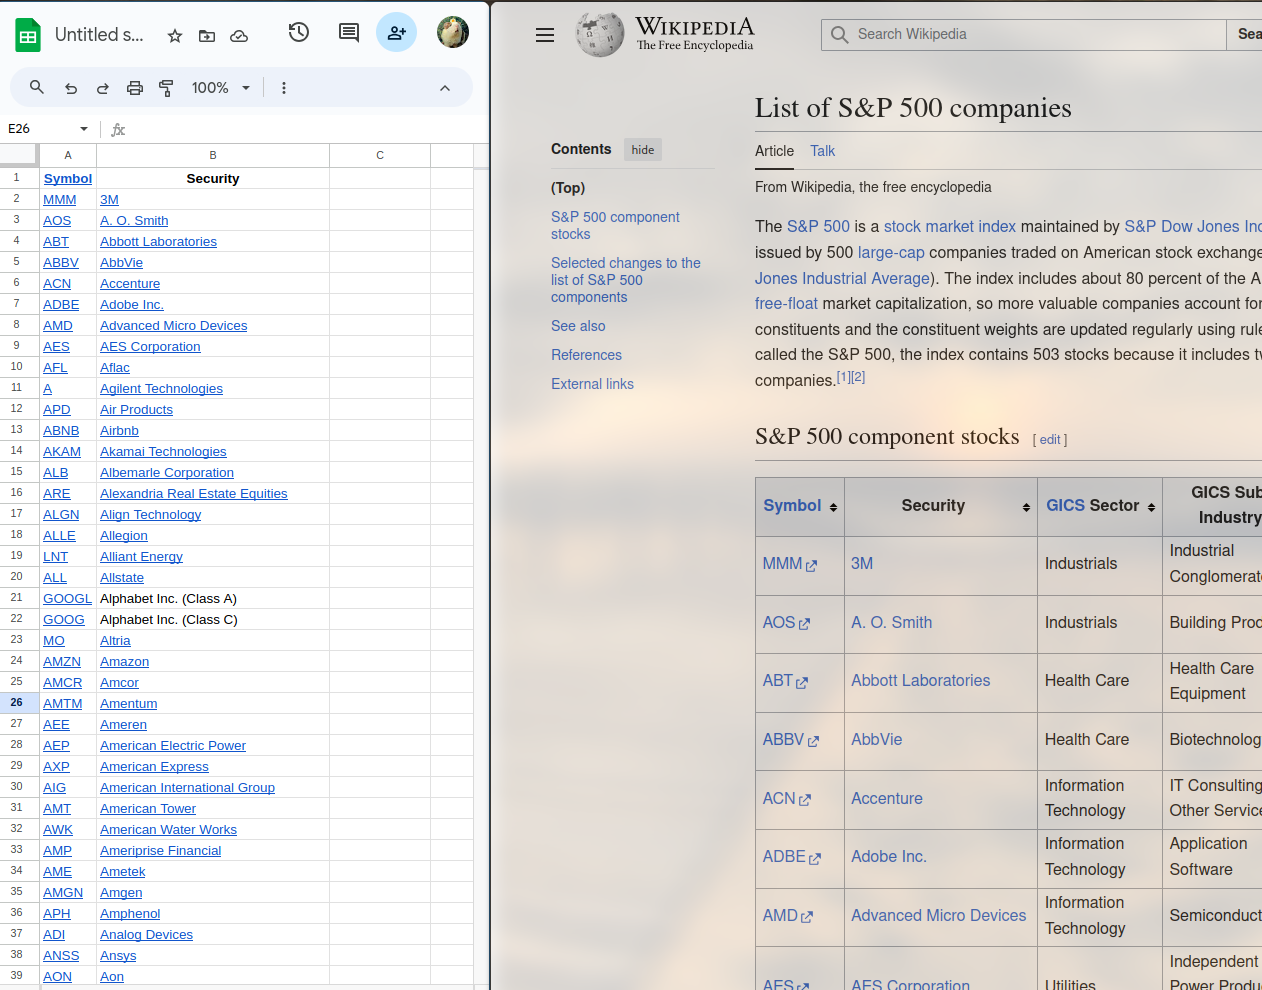 Untitled s...
100%
E26
fx
A B C
1 Symbol Security
2 MMM 3M
3 AOS A. O. Smith
4 ABT Abbott Laboratories
5 ABBV AbbVie
6 ACN Accenture
7 ADBE Adobe Inc.
8 AMD Advanced Micro Devices
9 AES AES Corporation
10 AFL Aflac
11 A Agilent Technologies
12 APD Air Products
13 ABNB Airbnb
14 AKAM Akamai Technologies
15 ALB Albemarle Corporation
16 ARE Alexandria Real Estate Equities
17 ALGN Align Technology
18 ALLE Allegion
19 LNT Alliant Energy
20 ALL Allstate
21 GOOGL Alphabet Inc. (Class A)
22 GOOG Alphabet Inc. (Class C)
23 MO Altria
24 AMZN Amazon
25 AMCR Amcor
26 AMTM Amentum
27 AEE Ameren
28 AEP American Electric Power
29 AXP American Express
30 AIG American International Group
31 AMT American Tower
32 AWK American Water Works
33 AMP Ameriprise Financial
34 AME Ametek
35 AMGN Amgen
36 APH Amphenol
37 ADI Analog Devices
38 ANSS Ansys
39 AON Aon
WIKIPEDIA
The Free Encyclopedia
Search Wikipedia
Sea
Contents hide
(Top)
S&P 500 component
stocks
Selected changes to the
list of S&P 500
components
See also
References
External links
List of S&P 500 companies
Article Talk
From Wikipedia, the free encyclopedia
The S&P 500 is a stock market index maintained by S&P Dow Jones Ind
issued by 500 large-cap companies traded on American stock exchange
Jones Industrial Average). The index includes about 80 percent of the A
free-float market capitalization, so more valuable companies account for
constituents and the constituent weights are updated regularly using rule
called the S&P 500, the index contains 503 stocks because it includes tw
companies.[1][2]
S&P 500 component stocks [ edit ]
Symbol Security GICS Sector GICS Sub
Industry
MMM 3M Industrials Industrial
Conglomerate
AOS A. O. Smith Industrials Building Prod
ABT Abbott Laboratories Health Care Health Care
Equipment
ABBV AbbVie Health Care Biotechnolog
ACN Accenture Information
Technology IT Consulting
Other Service
ADBE Adobe Inc. Information
Technology Application
Software
AMD Advanced Micro Devices Information
Technology Semiconduct
AES AES Corporation Utilities Independent
Power Produ